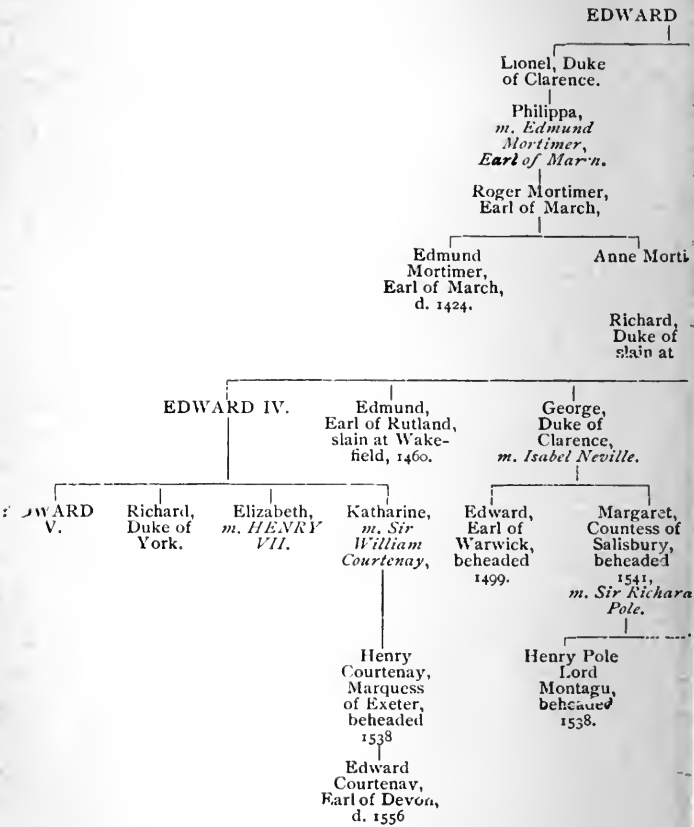 EDWARD
Lionel, Duke
of Clarence.
Philippa,
m. Edmund
Mortimer,
Earl of
Roger Mortimer,
Earl of March,
Edmund
Mortimer,
Earl of March,
d. 1424.
Anne Morti
Richard,
Duke of
slain at
EDWARD IV.
Edmund,
Earl of Rutland,
slain at Wake-
field, 1460.
George,
Duke of
Clarence,
m. Isabel Neville.
WARD
V.
Richard,
Duke of
York.
Elizabeth,
m. HENRY
VII.
Katharine,
m. Sir
William
Courtenay,
Edward,
Earl of
Warwick,
beheaded
1499.
Margaret,
Countess of
Salisbury,
beheaded
1541,
m. Sir Richard
Pole.
Henry
Courtenay,
Marquess
of Exeter,
beheaded
1538
Henry Pole
Lord
Montagu,
beheaded
1538.
Edward
Courtenay,
Earl of Devon,
d. 1556